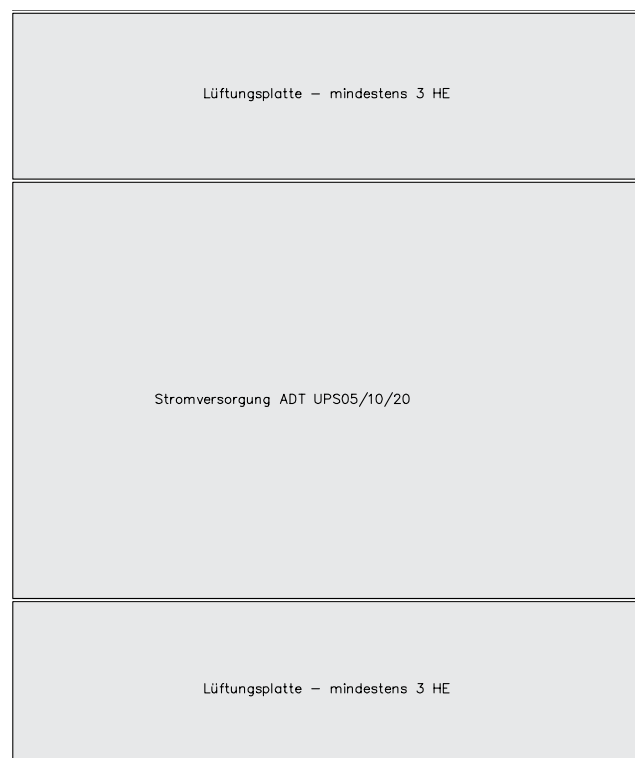 Lüftungsplatte – mindestens 3 HE
Stromversorgung ADT UPS05/10/20
Lüftungsplatte – mindestens 3 HE